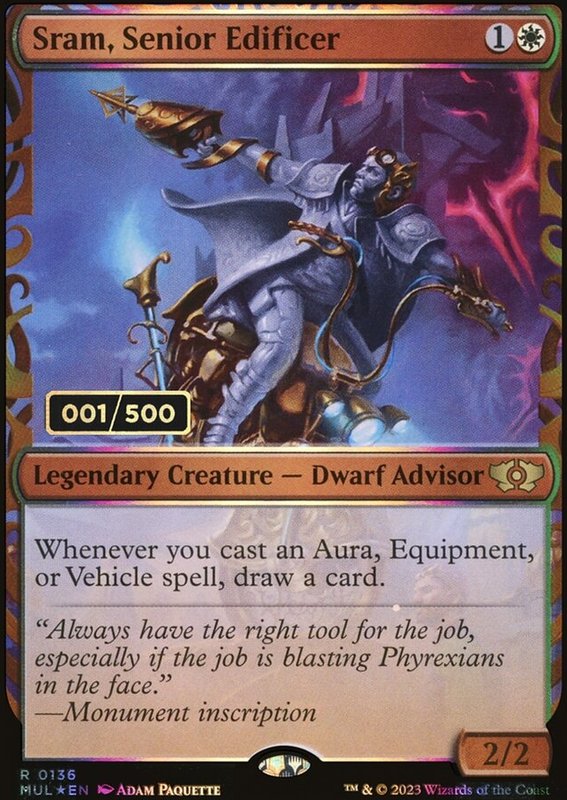 Sram, Senior Edificer 1
001/500
Legendary Creature — Dwarf Advisor
Whenever you cast an Aura, Equipment,
or Vehicle spell, draw a card.
“Always have the right tool for the job,
especially if the job is blasting Phyrexians
in the face.”
—Monument inscription
2/2
R 0136
MUL★EN Adam Paquette ™ & © 2023 Wizards of the Coast